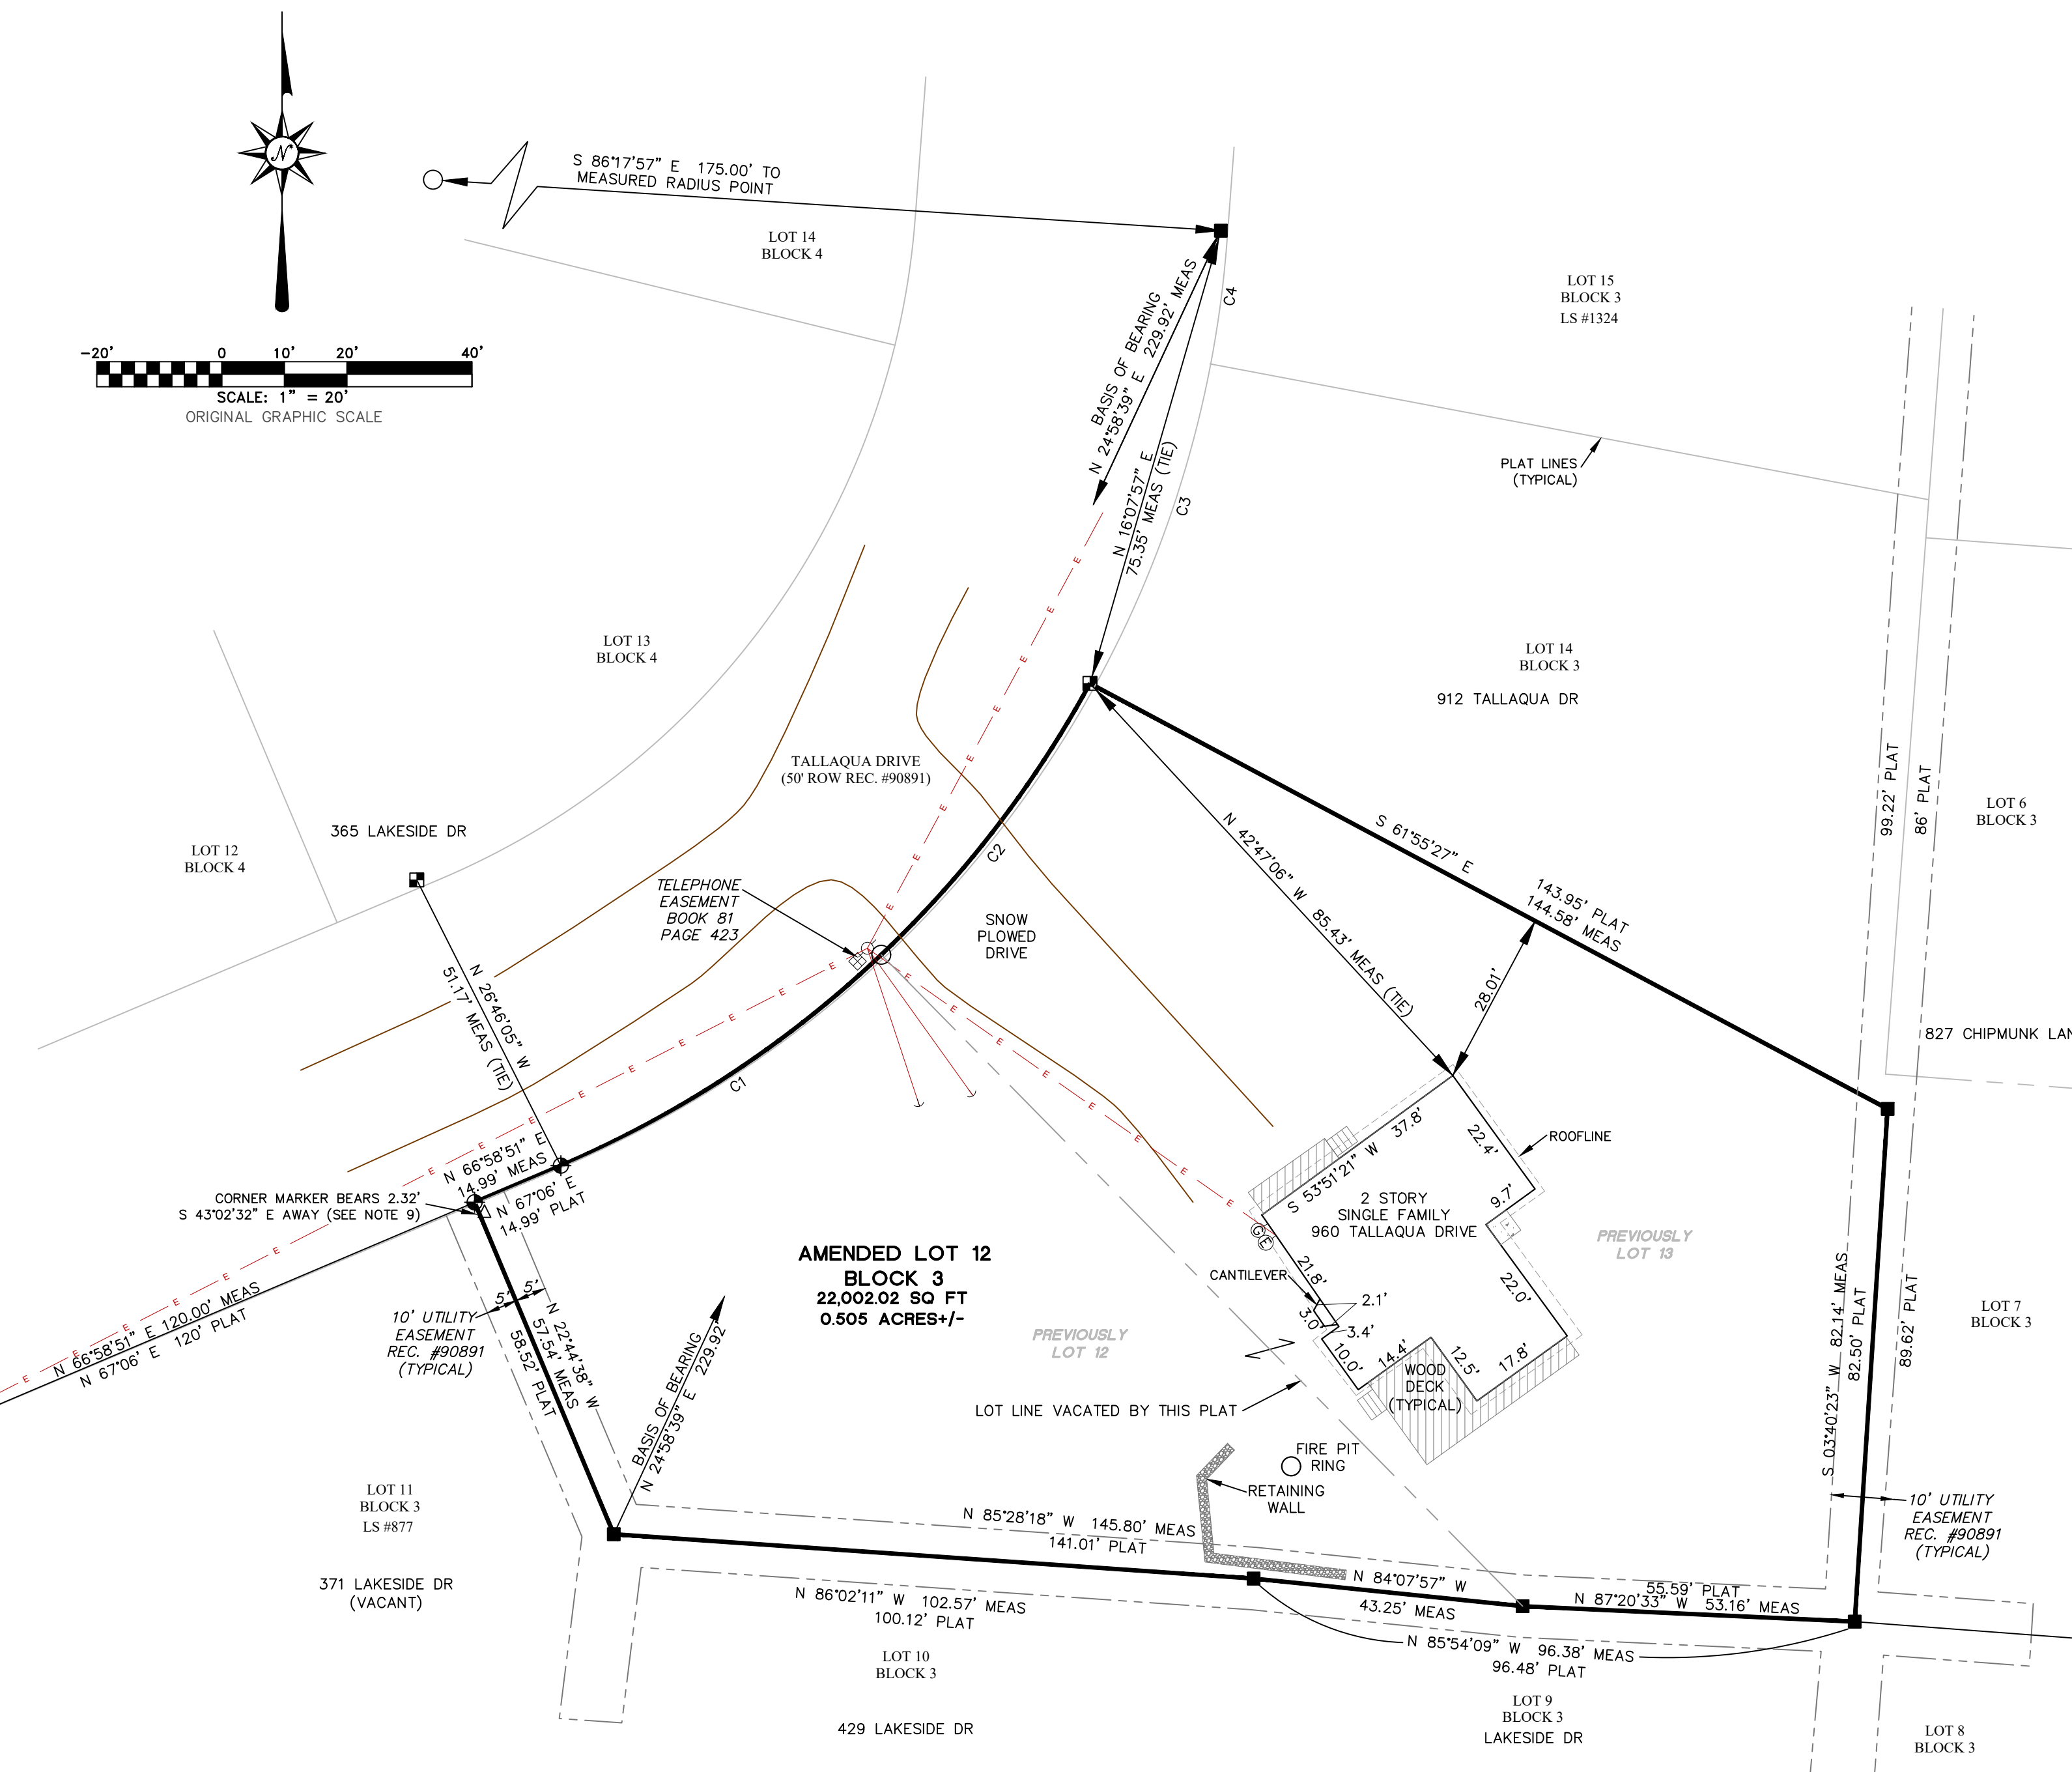 N
-20' 0 10' 20' 40'
SCALE: 1" = 20'
ORIGINAL GRAPHIC SCALE
S 86°17'57" E 175.00' TO
MEASURED RADIUS POINT
LOT 14
BLOCK 4
BASIS OF BEARING
N 24°58'39" E 229.92' MEAS
N 16°07'57" E
75.35' MEAS (TIE)
C4
C3
LOT 15
BLOCK 3
LS #1324
PLAT LINES
(TYPICAL)
LOT 13
BLOCK 4
LOT 14
BLOCK 3
912 TALLAQUA DR
TALLAQUA DRIVE
(50' ROW REC. #90891)
99.22' PLAT
86' PLAT
LOT 6
BLOCK 3
365 LAKESIDE DR
LOT 12
BLOCK 4
S 61°55'27" E
143.95' PLAT
144.58' MEAS
C2
N 42°47'06" W 85.43' MEAS (TIE)
28.01'
TELEPHONE
EASEMENT
BOOK 81
PAGE 423
SNOW
PLOWED
DRIVE
N 26°46'05" W
51.17' MEAS (TIE)
C1
827 CHIPMUNK LAN
N 66°58'51" E
14.99' MEAS
N 67°06' E
14.99' PLAT
CORNER MARKER BEARS 2.32'
S 43°02'32" E AWAY (SEE NOTE 9)
37.8'
S 53°51'21" W
22.4'
ROOFLINE
9.7'
2 STORY
SINGLE FAMILY
960 TALLAQUA DRIVE
G
E
PREVIOUSLY
LOT 13
AMENDED LOT 12
BLOCK 3
22,002.02 SQ FT
0.505 ACRES+/-
21.8'
CANTILEVER
2.1'
3.0'
3.4'
10.0'
14.4'
12.5'
17.8'
22.0'
WOOD
DECK
(TYPICAL)
S 03°40'23" W 82.14' MEAS
82.50' PLAT
89.62' PLAT
LOT 7
BLOCK 3
N 66°58'51" E 120.00' MEAS
N 67°06' E 120' PLAT
5' 5'
10' UTILITY
EASEMENT
REC. #90891
(TYPICAL)
N 22°44'38" W
57.54' MEAS
58.52' PLAT
BASIS OF BEARING
N 24°58'39" E 229.92
PREVIOUSLY
LOT 12
LOT LINE VACATED BY THIS PLAT
FIRE PIT
RING
RETAINING
WALL
LOT 11
BLOCK 3
LS #877
371 LAKESIDE DR
(VACANT)
N 85°28'18" W 145.80' MEAS
141.01' PLAT
10' UTILITY
EASEMENT
REC. #90891
(TYPICAL)
N 84°07'57" W
43.25' MEAS
55.59' PLAT
N 87°20'33" W 53.16' MEAS
N 86°02'11" W 102.57' MEAS
100.12' PLAT
N 85°54'09" W 96.38' MEAS
96.48' PLAT
LOT 10
BLOCK 3
429 LAKESIDE DR
LOT 9
BLOCK 3
LAKESIDE DR
LOT 8
BLOCK 3
E E E E E E E E E E E E E E E E E E E E E E E E E E E E